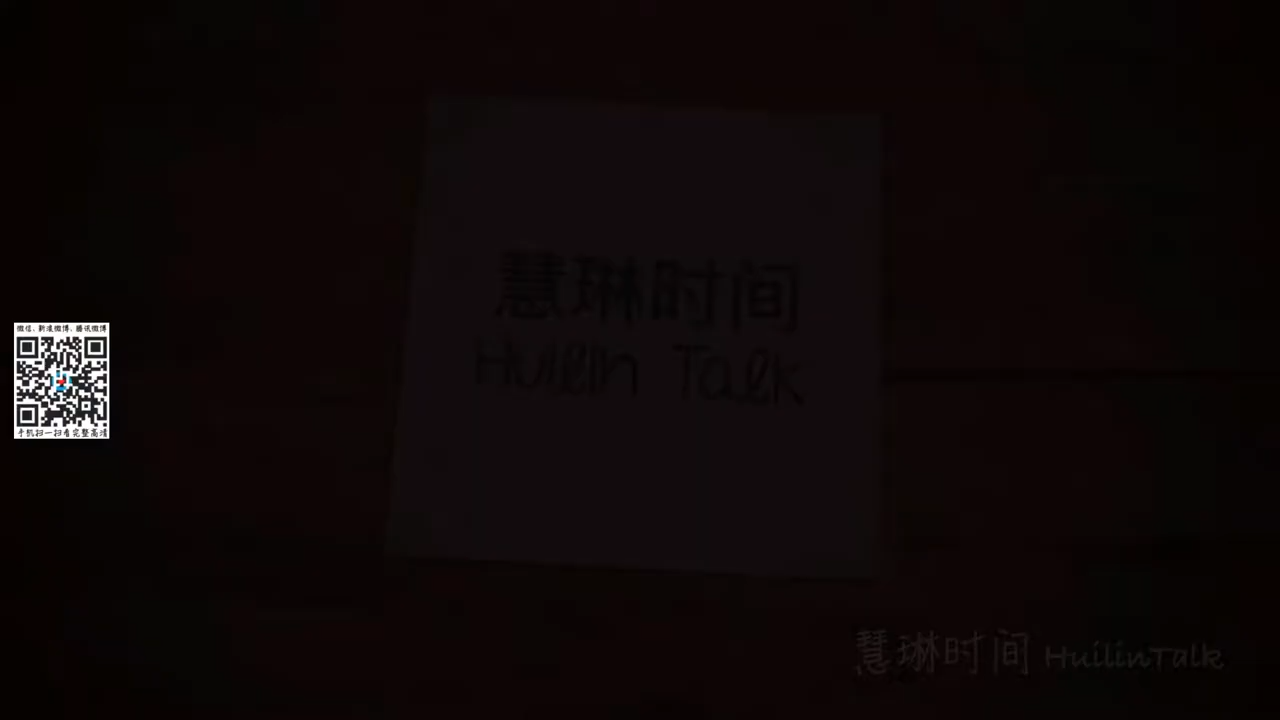 慧琳时间
Huilin Talk
微信、新浪微博、腾讯微博
手机扫一扫看完整高清
慧琳时间 HuilinTalk